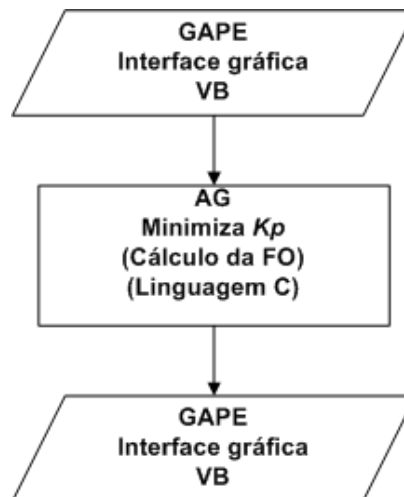 GAPE
Interface gráfica
VB
AG
Minimiza Kp
(Cálculo da FO)
(Linguagem C)
GAPE
Interface gráfica
VB